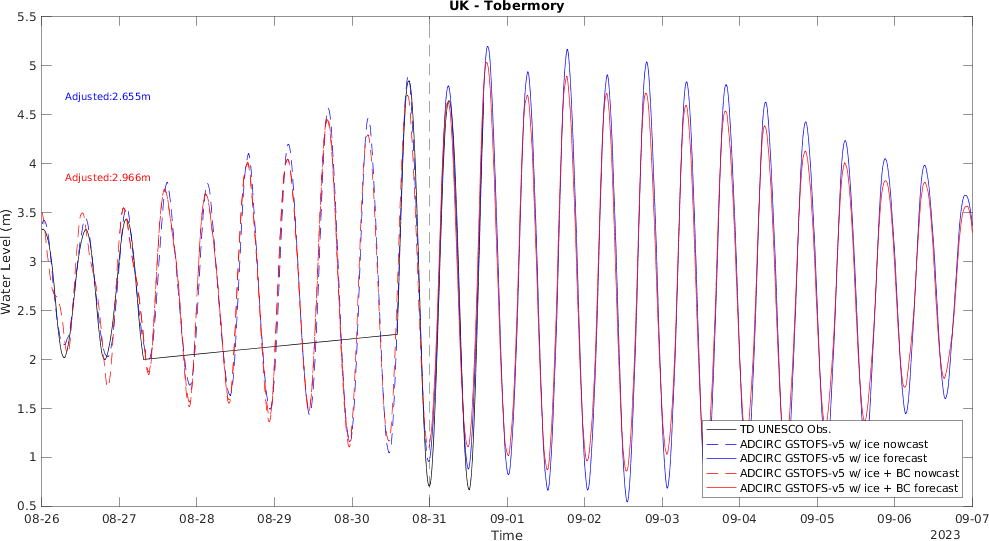 UK - Tobermory
5.5
5
4.5
4
3.5
3
2.5
2
1.5
1
0.5
Water Level (m)
Adjusted:2.655m
Adjusted:2.966m
TD UNESCO Obs.
ADCIRC GSTOFS-v5 w/ ice nowcast
ADCIRC GSTOFS-v5 w/ ice forecast
ADCIRC GSTOFS-v5 w/ ice + BC nowcast
ADCIRC GSTOFS-v5 w/ ice + BC forecast
08-26 08-27 08-28 08-29 08-30 08-31 09-01 09-02 09-03 09-04 09-05 09-06 09-07
Time
2023